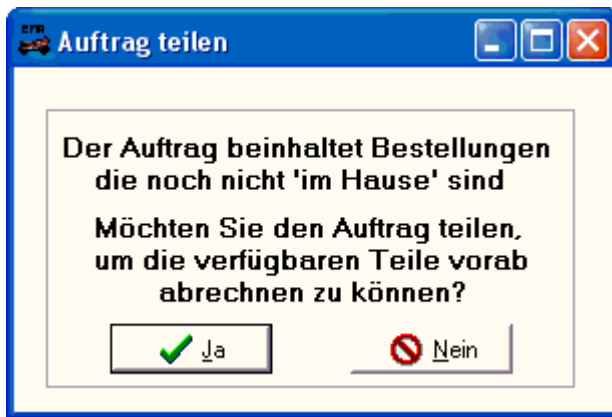 Auftrag teilen
Der Auftrag beinhaltet Bestellungen
die noch nicht 'im Hause' sind
Möchten Sie den Auftrag teilen,
um die verfügbaren Teile vorab
abrechnen zu können?
Ja
Nein